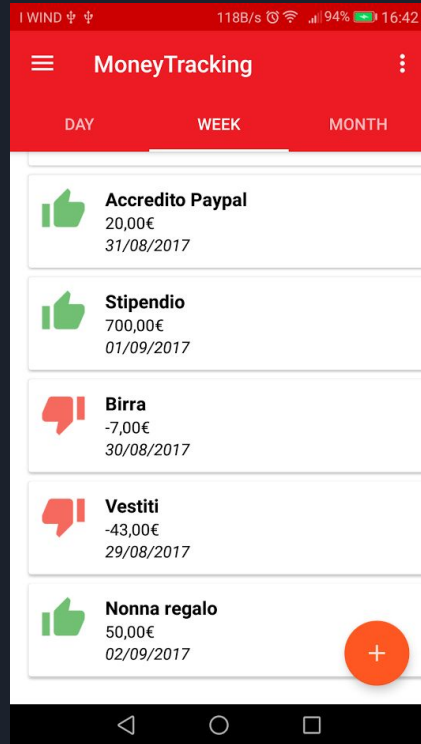 I WIND 118B/s 94% 16:42
MoneyTracking
DAY WEEK MONTH
Accredito Paypal
20,00€
31/08/2017
Stipendio
700,00€
01/09/2017
Birra
-7,00€
30/08/2017
Vestiti
-43,00€
29/08/2017
Nonna regalo
50,00€
02/09/2017
+